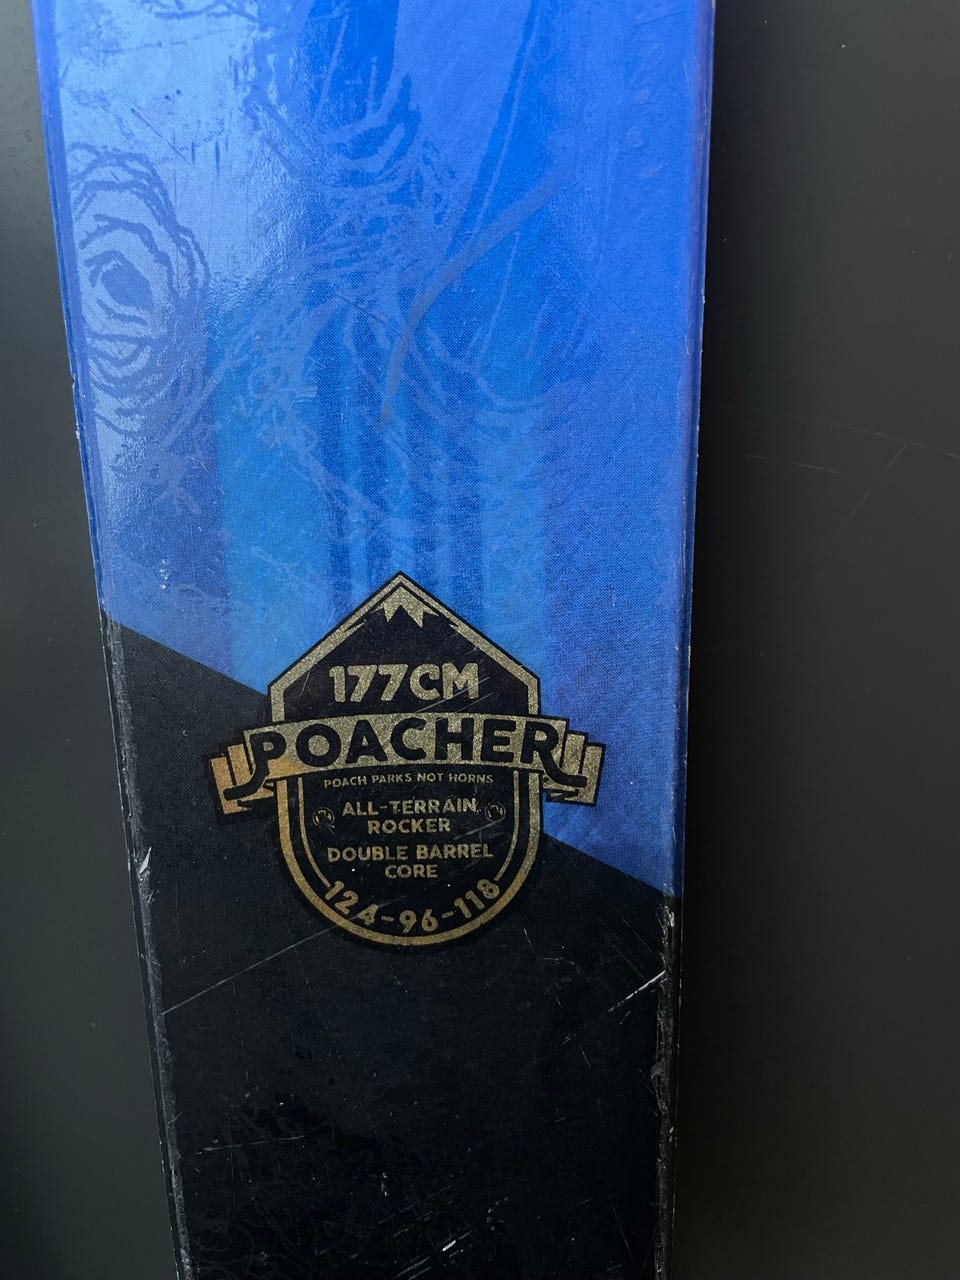 177CM
POACHER
POACH PARKS NOT HORNS
ALL-TERRAIN
ROCKER
DOUBLE BARREL
CORE
124-96-118